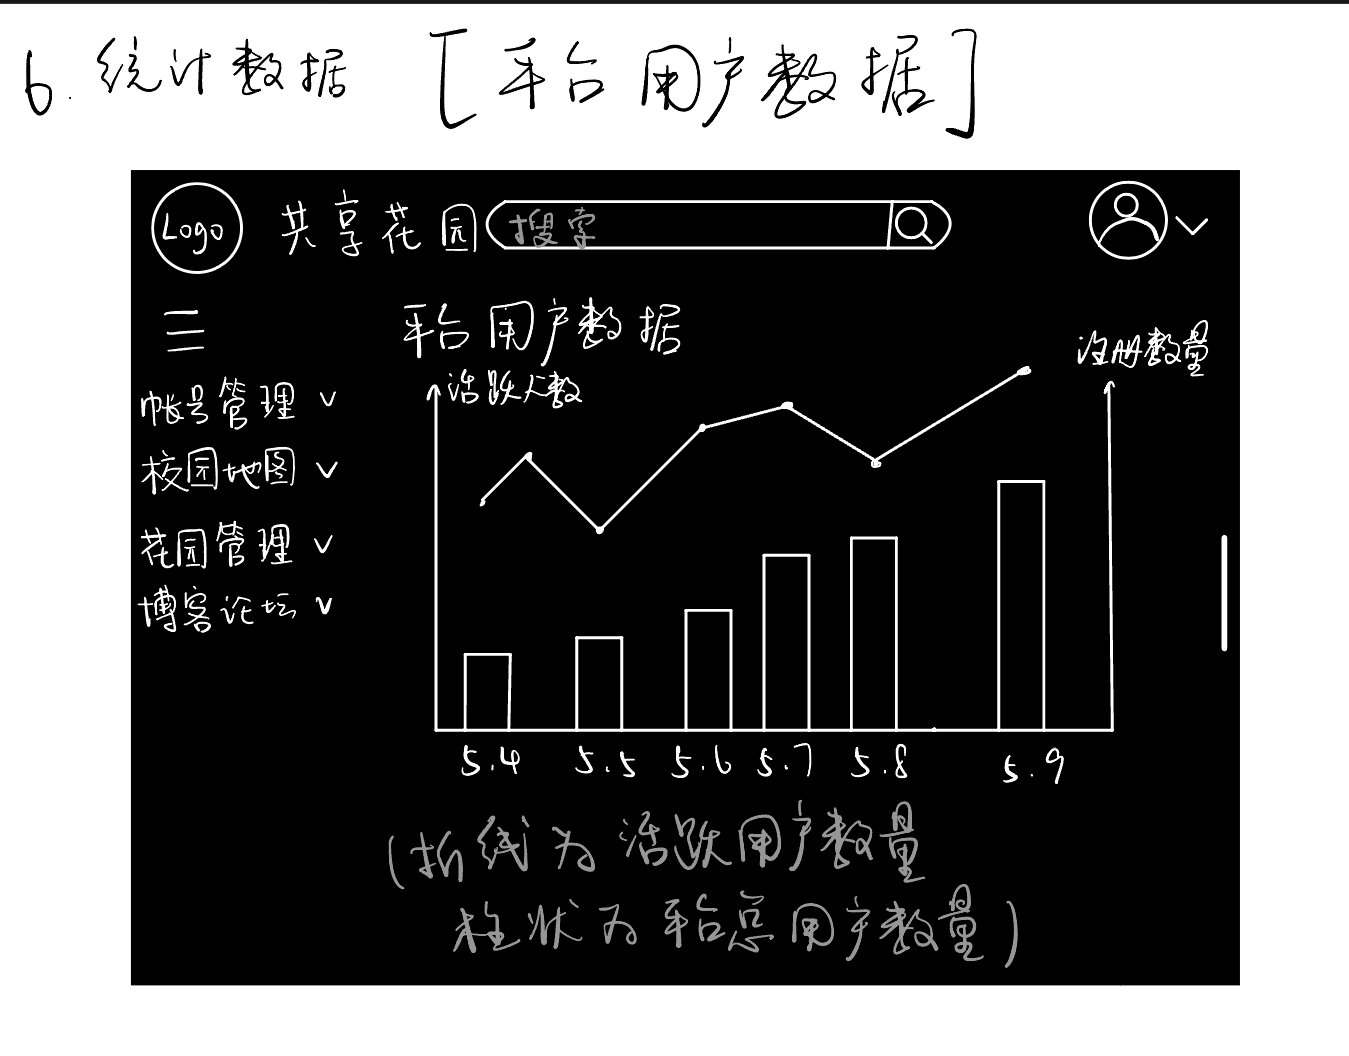 6. 统计数据 [平台用户数据]
Logo 共享花园 搜索
平台用户数据
活跃人数
注册数量
帐号管理
校园地图
花园管理
博客论坛
5.4 5.5 5.6 5.7 5.8 5.9
(折线为活跃用户数量
柱状为平台总用户数量)